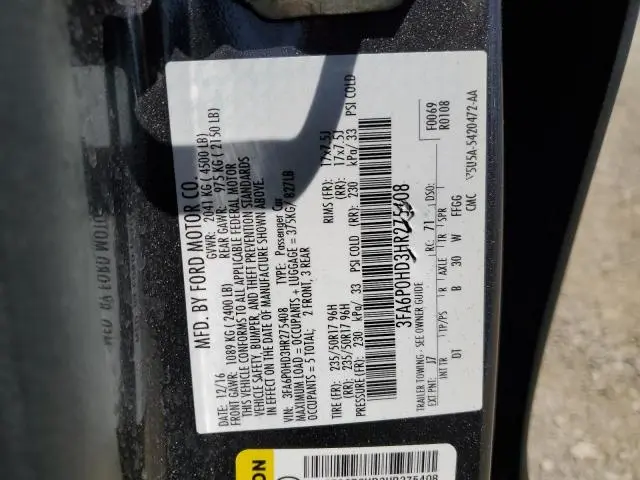 MFD. BY FORD MOTOR CO.
DATE: 12/16 GVWR: 2041 KG (4500 LB)
FRONT GAWR: 1089 KG (2400 LB) REAR GAWR: 975 KG (2150 LB)
THIS VEHICLE CONFORMS TO ALL APPLICABLE FEDERAL MOTOR
VEHICLE SAFETY, BUMPER, AND THEFT PREVENTION STANDARDS
IN EFFECT ON THE DATE OF MANUFACTURE SHOWN ABOVE.
VIN: 3FA6P0HD3HR275408 TYPE: Passenger Car
MAXIMUM LOAD = OCCUPANTS + LUGGAGE = 375KG/ 827LB
OCCUPANTS = 5 TOTAL; 2 FRONT, 3 REAR
TIRE (FR): 235/50R17 96H RIMS (FR): 17x7.5J
(RR): 235/50R17 96H (RR): 17x7.5J
PRESSURE (FR): 230 kPa/ 33 PSI COLD (RR): 230 kPa/ 33 PSI COLD
3FA6P0HD3HR275408
F0069
R0108
TRAILER TOWING - SEE OWNER GUIDE
EXT PNT: J7 RC: 71 DSO:
INT TR TP/PS R AXLE TR SPR
DT B 30 W FFGG
CMC V5U5A-5420472-AA